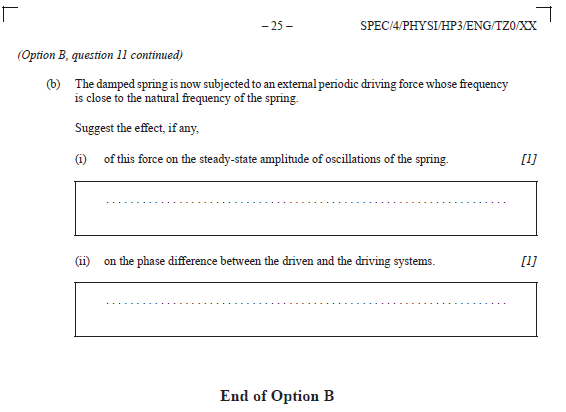 – 25 – SPEC/4/PHYSI/HP3/ENG/TZ0/XX
(Option B, question 11 continued)
(b) The damped spring is now subjected to an external periodic driving force whose frequency
is close to the natural frequency of the spring.
Suggest the effect, if any,
(i) of this force on the steady-state amplitude of oscillations of the spring. [1]
(ii) on the phase difference between the driven and the driving systems. [1]
End of Option B